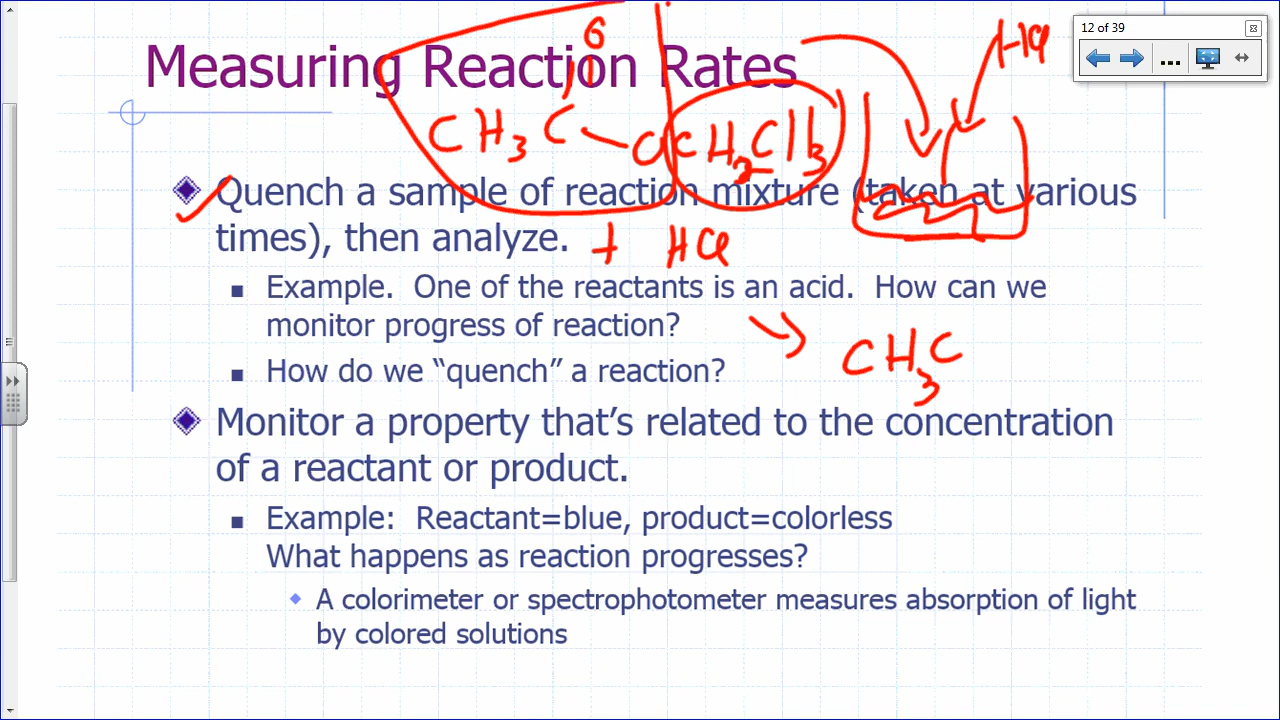 12 of 39
Measuring Reaction Rates
O
HCl
CH3C
Quench a sample of reaction mixture (taken at various
times), then analyze.
+ HCl
Example. One of the reactants is an acid. How can we
monitor progress of reaction?
CH3C
How do we “quench” a reaction?
Monitor a property that’s related to the concentration
of a reactant or product.
Example: Reactant=blue, product=colorless
What happens as reaction progresses?
A colorimeter or spectrophotometer measures absorption of light
by colored solutions